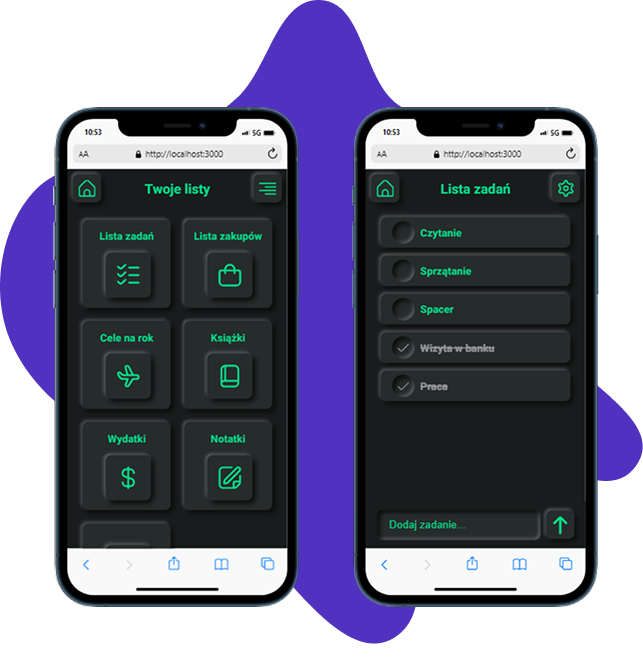 10:53
5G
AA
http://localhost:3000
Twoje listy
Lista zadań
Lista zakupów
Cele na rok
Książki
Wydatki
Notatki
10:53
5G
AA
http://localhost:3000
Lista zadań
Czytanie
Sprzątanie
Spacer
Wizyta w banku
Praca
Dodaj zadanie...